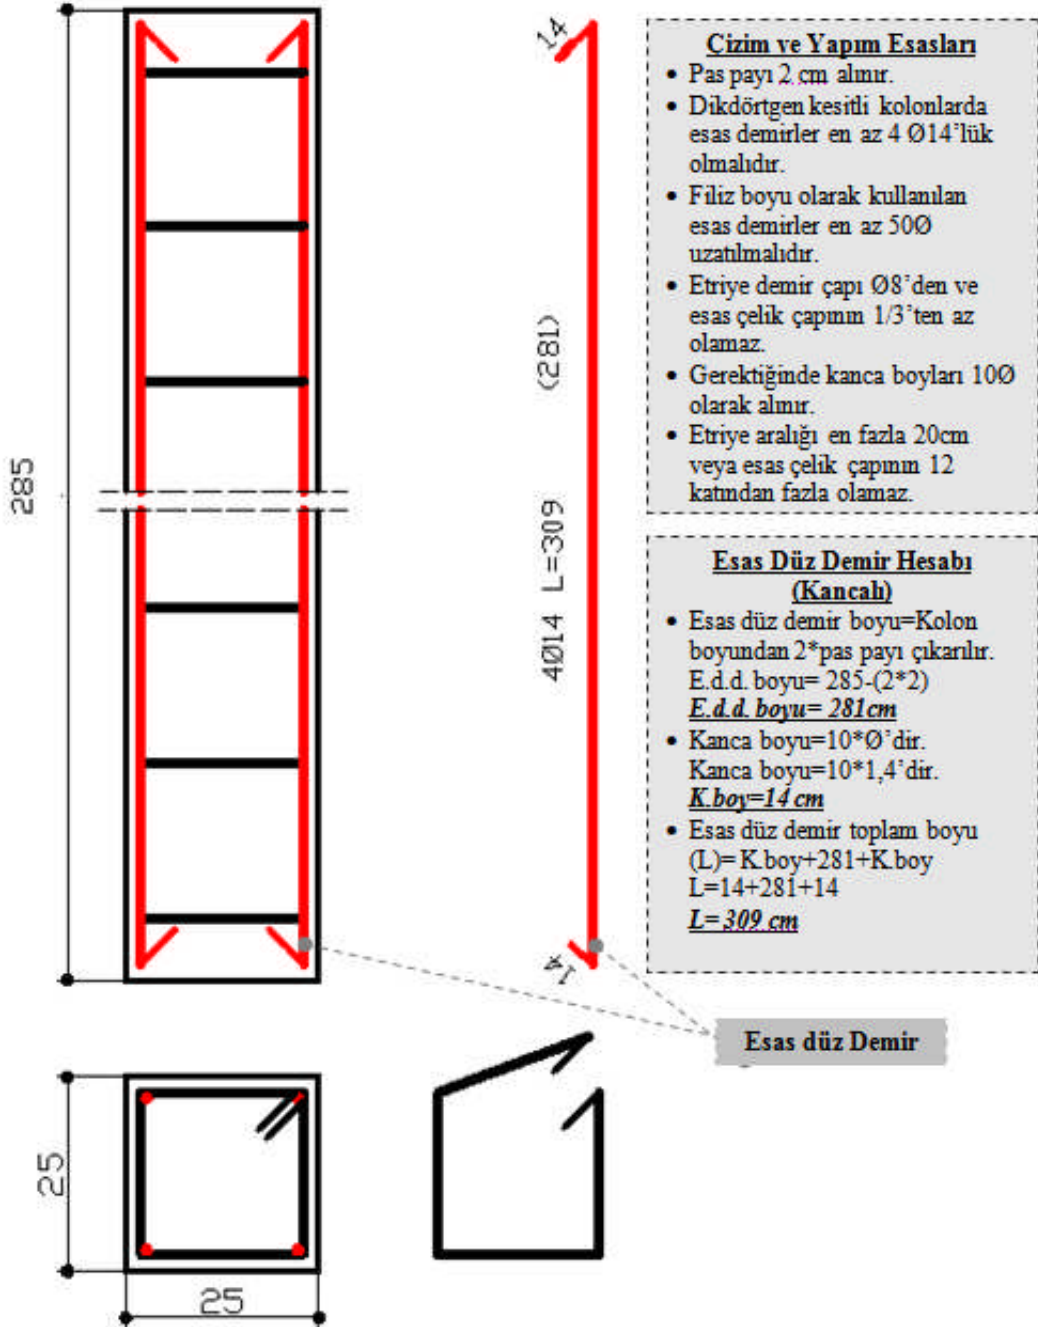 14
Çizim ve Yapım Esasları
• Pas payı 2 cm alınır.
• Dikdörtgen kesitli kolonlarda
esas demirler en az 4 Ø14'lük
olmalıdır.
• Filiz boyu olarak kullanılan
esas demirler en az 50Ø
uzatılmalıdır.
• Etriye demir çapı Ø8'den ve
esas çelik çapının 1/3'ten az
olamaz.
• Gerektiğinde kanca boyları 10Ø
olarak alınır.
• Etriye aralığı en fazla 20cm
veya esas çelik çapının 12
katından fazla olamaz.
285
4Ø14 L=309 (281)
Esas Düz Demir Hesabı
(Kancalı)
• Esas düz demir boyu=Kolon
boyundan 2*pas payı çıkarılır.
E.d.d. boyu= 285-(2*2)
E.d.d. boyu= 281cm
• Kanca boyu=10*Ø'dir.
Kanca boyu=10*1,4'dir.
K.boy=14 cm
• Esas düz demir toplam boyu
(L)= K.boy+281+K.boy
L=14+281+14
L= 309 cm
14
Esas düz Demir
25
25